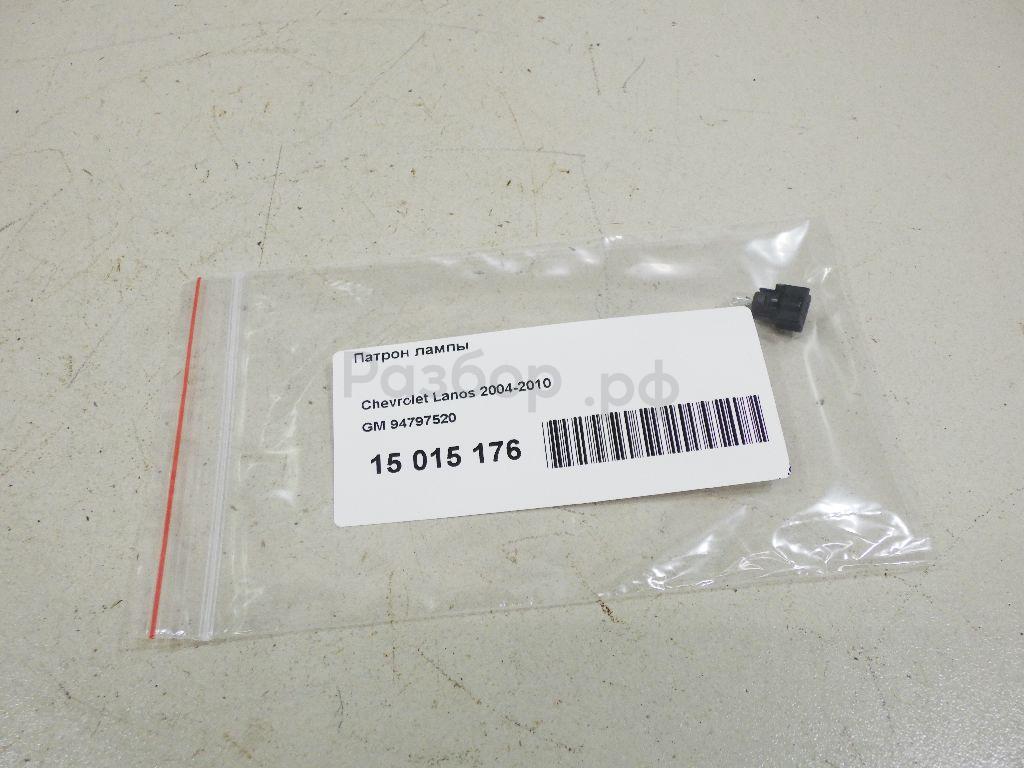 Патрон лампы
Разбор.рф
Chevrolet Lanos 2004-2010
GM 94797520
15 015 176